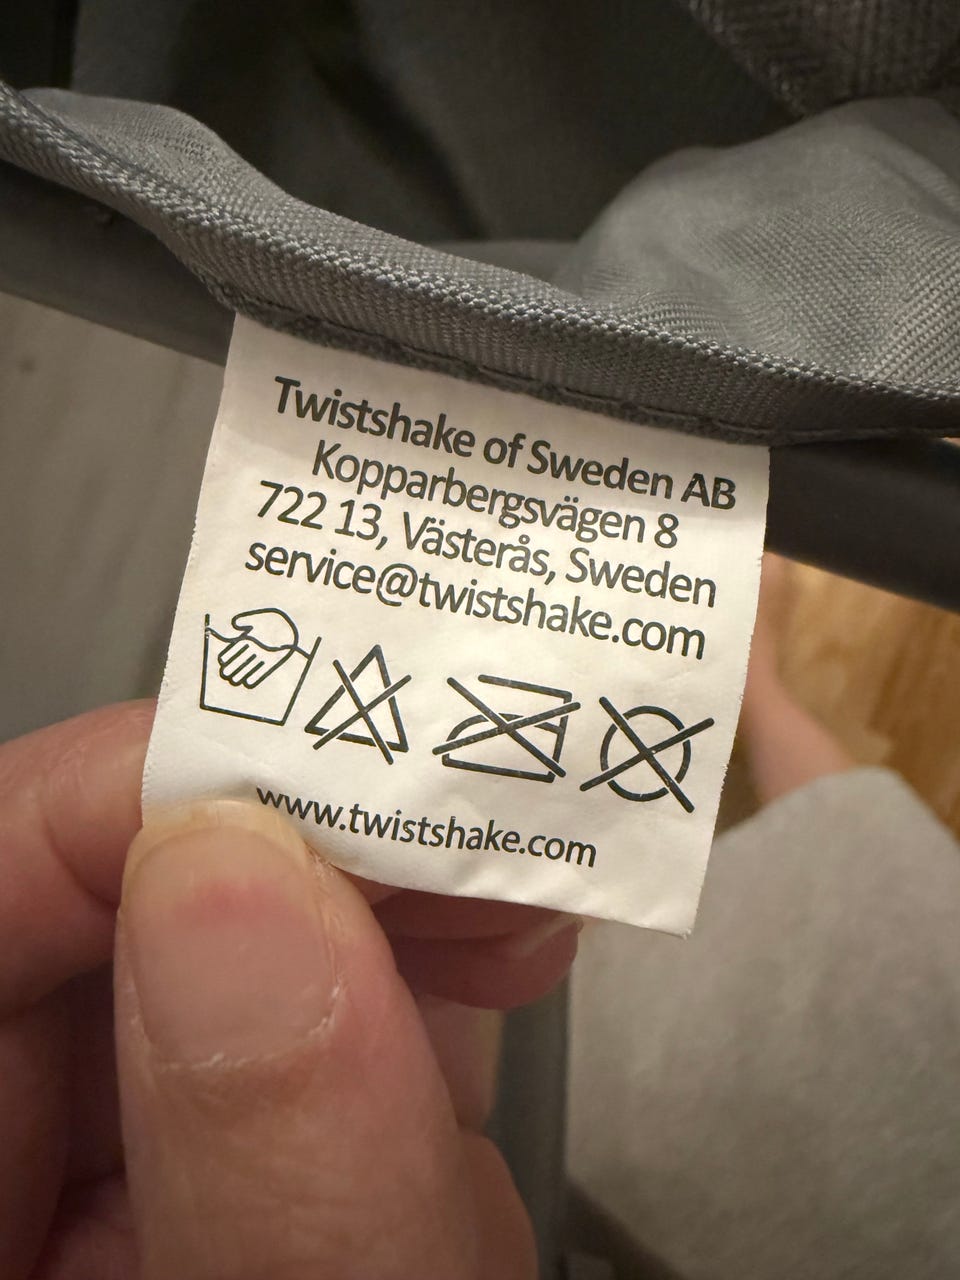 Twistshake of Sweden AB
Kopparbergsvägen 8
722 13, Västerås, Sweden
service@twistshake.com
www.twistshake.com